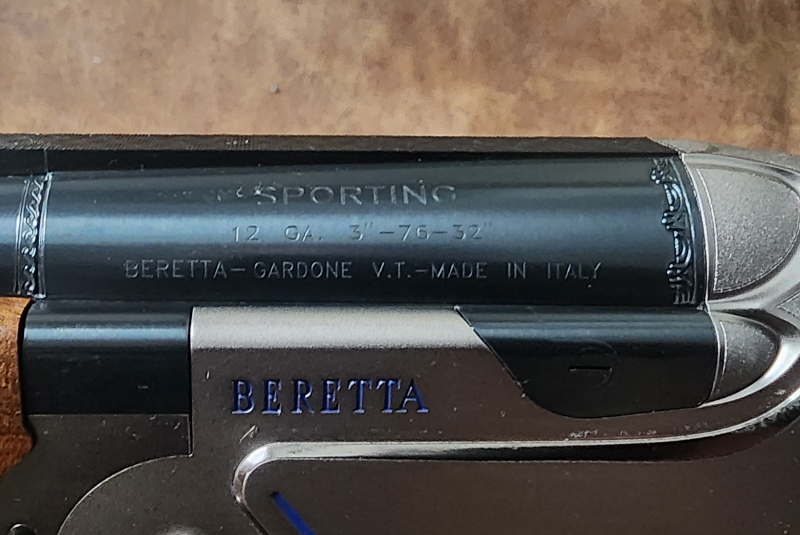 SPORTING
12 GA. 3"-76-32"
BERETTA-GARDONE V.T.-MADE IN ITALY
BERETTA